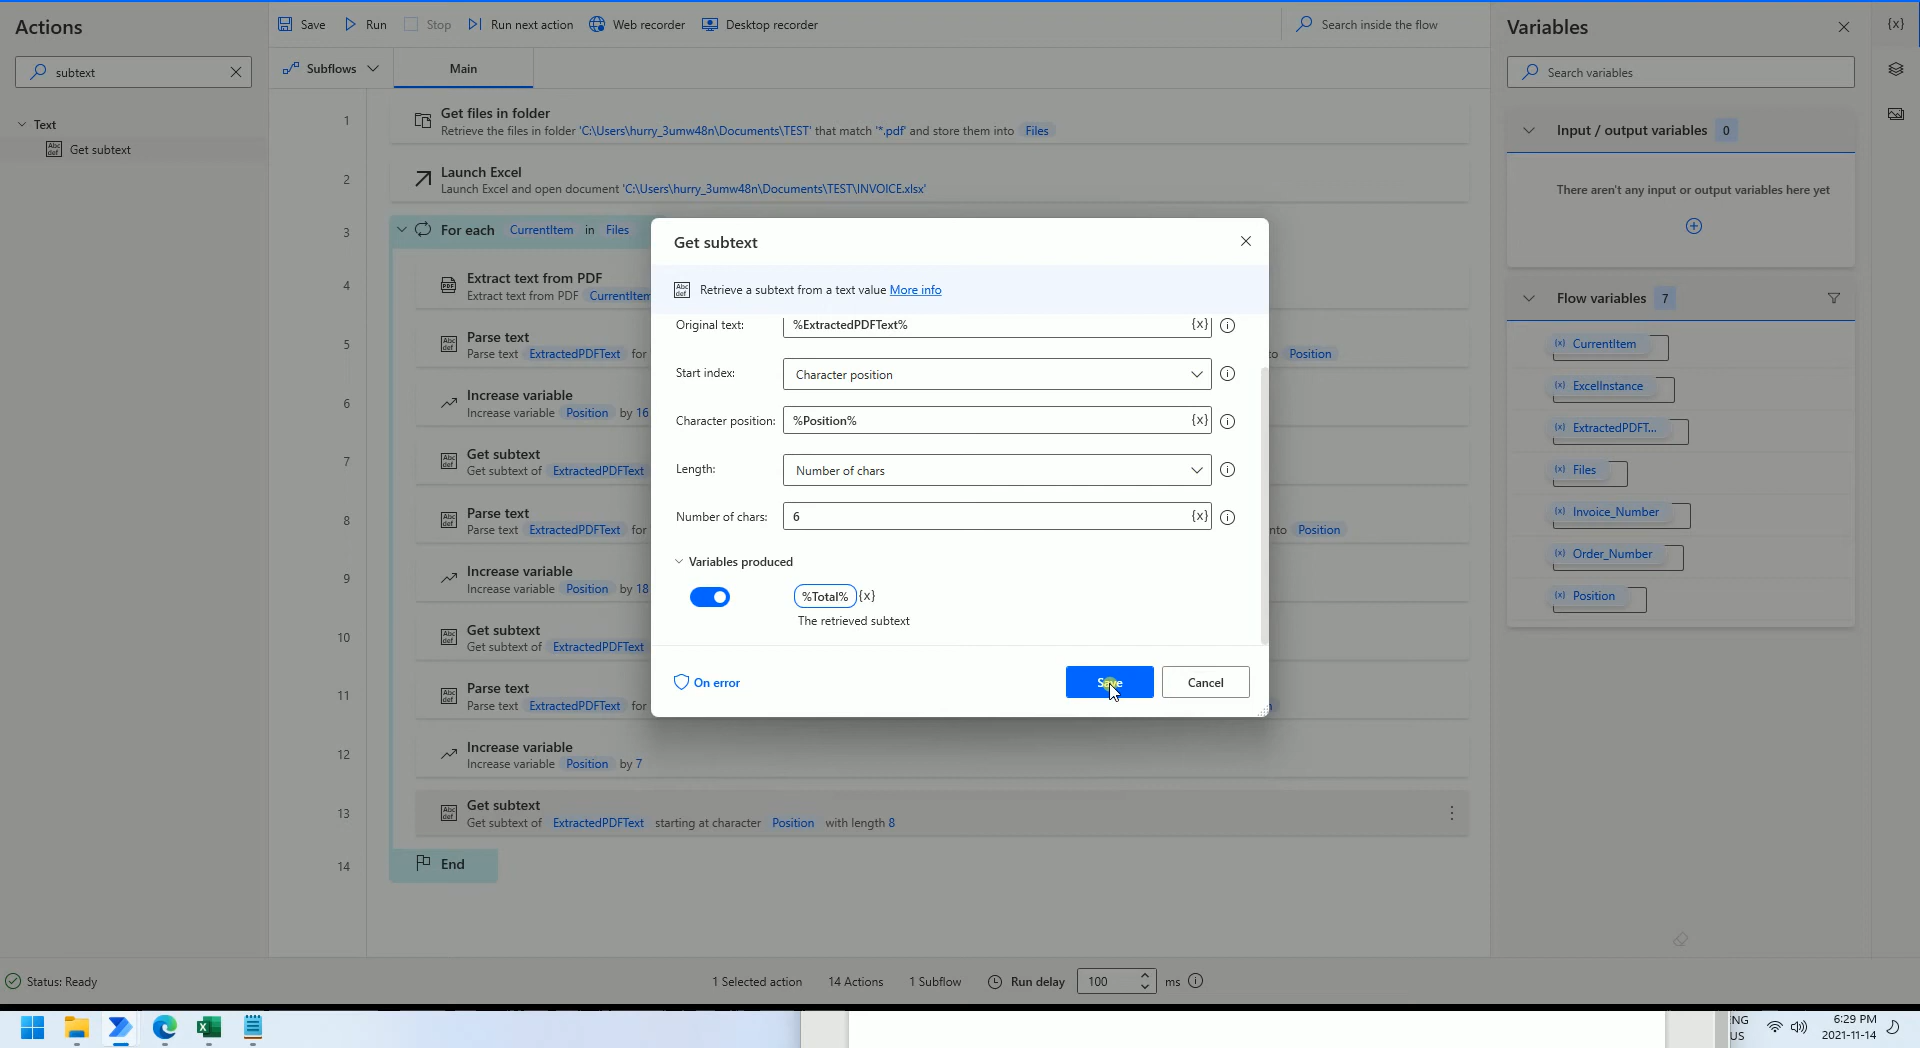 Actions
Save
Run
Stop
Run next action
Web recorder
Desktop recorder
Search inside the flow
Variables
{x}
subtext
Subflows
Main
Search variables
Text
Get subtext
1
Get files in folder
Retrieve the files in folder 'C:\Users\hurry_3umw48n\Documents\TEST' that match '*.pdf' and store them into Files
2
Launch Excel
Launch Excel and open document 'C:\Users\hurry_3umw48n\Documents\TEST\INVOICE.xlsx'
3
For each CurrentItem in Files
4
Extract text from PDF
Extract text from PDF CurrentItem
5
Parse text
Parse text ExtractedPDFText for
to Position
6
Increase variable
Increase variable Position by 16
7
Get subtext
Get subtext of ExtractedPDFText
8
Parse text
Parse text ExtractedPDFText for
nto Position
9
Increase variable
Increase variable Position by 18
10
Get subtext
Get subtext of ExtractedPDFText
11
Parse text
Parse text ExtractedPDFText for
12
Increase variable
Increase variable Position by 7
13
Get subtext
Get subtext of ExtractedPDFText starting at character Position with length 8
14
End
Get subtext
Abc def
Retrieve a subtext from a text value More info
Original text: %ExtractedPDFText% {x}
Start index: Character position
Character position: %Position% {x}
Length: Number of chars
Number of chars: 6 {x}
Variables produced
%Total% {x}
The retrieved subtext
On error
Save
Cancel
Input / output variables 0
There aren't any input or output variables here yet
Flow variables 7
(x) CurrentItem
(x) ExcelInstance
(x) ExtractedPDFT...
(x) Files
(x) Invoice_Number
(x) Order_Number
(x) Position
Status: Ready
1 Selected action
14 Actions
1 Subflow
Run delay
100
ms
NG
US
6:29 PM
2021-11-14